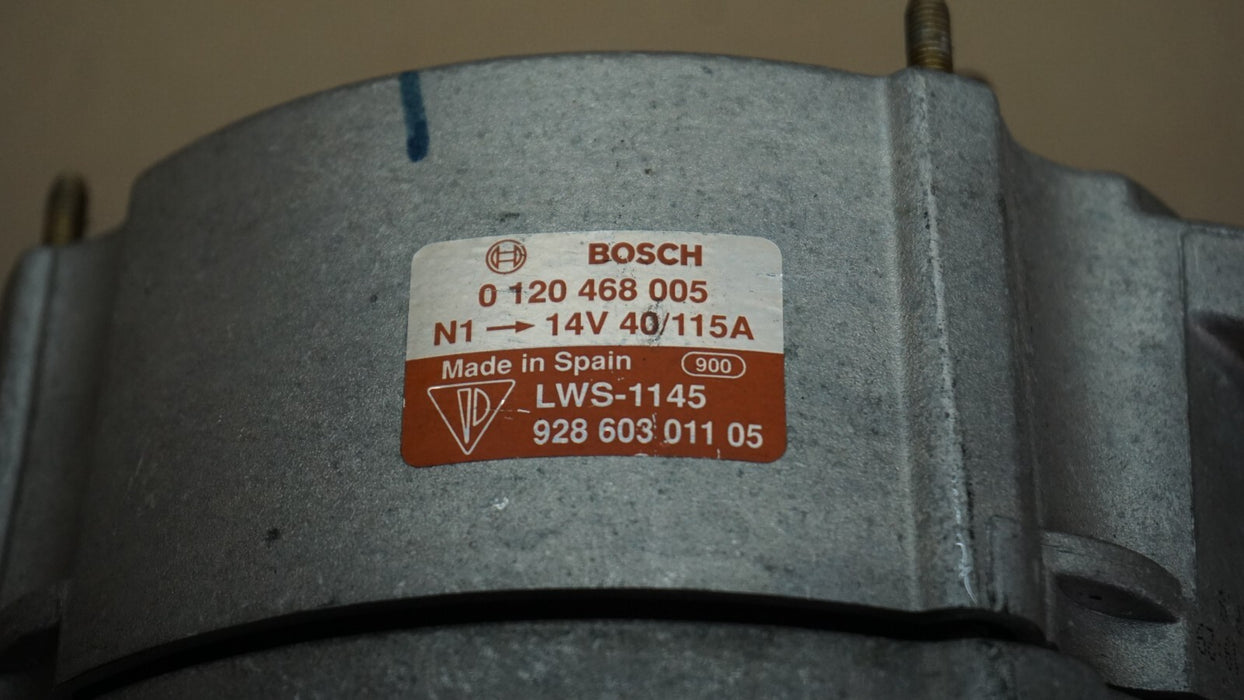 BOSCH
0 120 468 005
N1 → 14V 40/115A
Made in Spain 900
LWS-1145
928 603 011 05